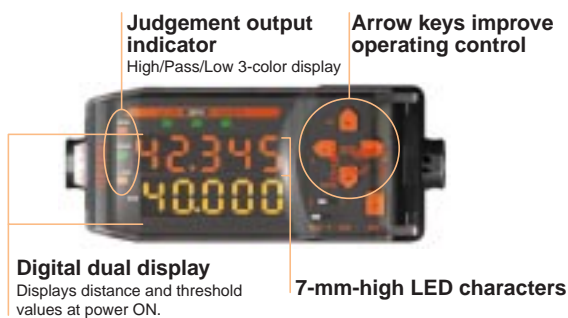 Judgement output
indicator
High/Pass/Low 3-color display
Arrow keys improve
operating control
42.345
40.000
Digital dual display
Displays distance and threshold
values at power ON.
7-mm-high LED characters